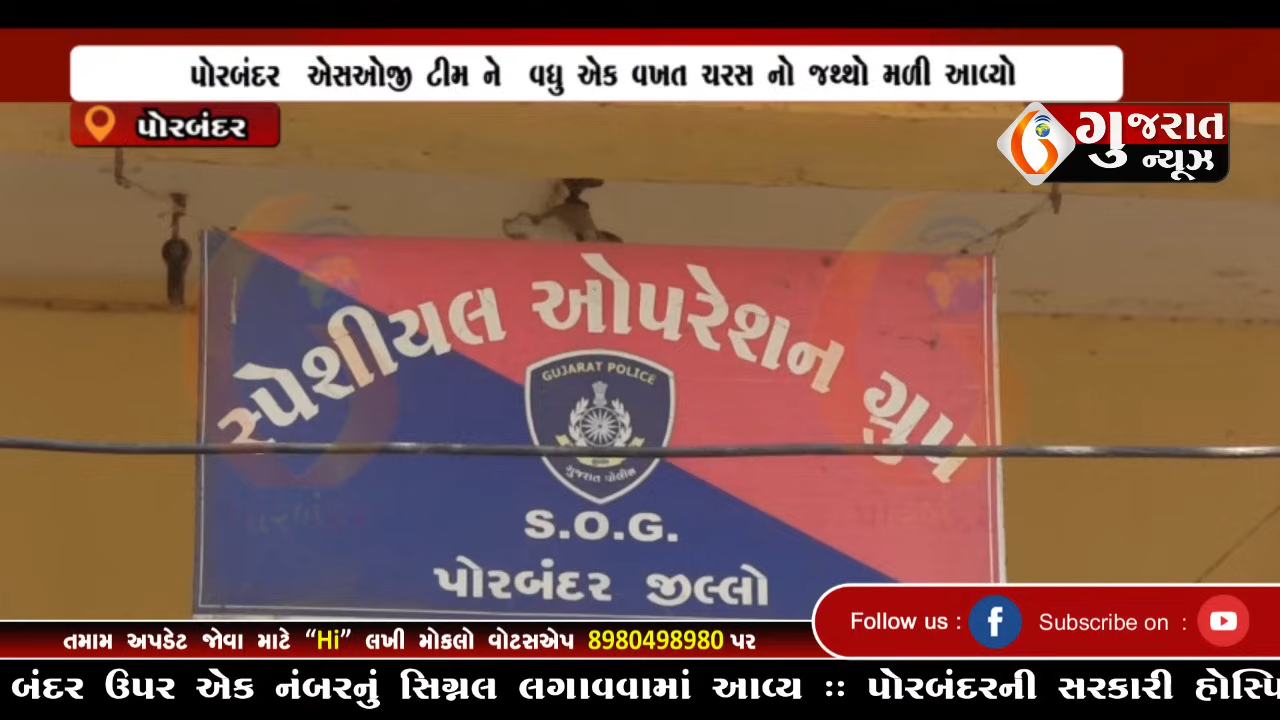 પોરબંદર એસઓજી ટીમ ને વધુ એક વખત ચરસ નો જથ્થો મળી આવ્યો
પોરબંદર
ગુજરાત
ન્યૂઝ
સ્પેશીયલ ઓપરેશન ગ્રુપ
GUJARAT POLICE
ગુજરાત પોલીસ
S.O.G.
પોરબંદર જીલ્લો
Follow us :
Subscribe on :
તમામ અપડેટ જોવા માટે “Hi” લખી મોકલો વોટસએપ 8980498980 પર
બંદર ઉપર એક નંબરનું સિગ્નલ લગાવવામાં આવ્ય :: પોરબંદરની સરકારી હોસ્પિ